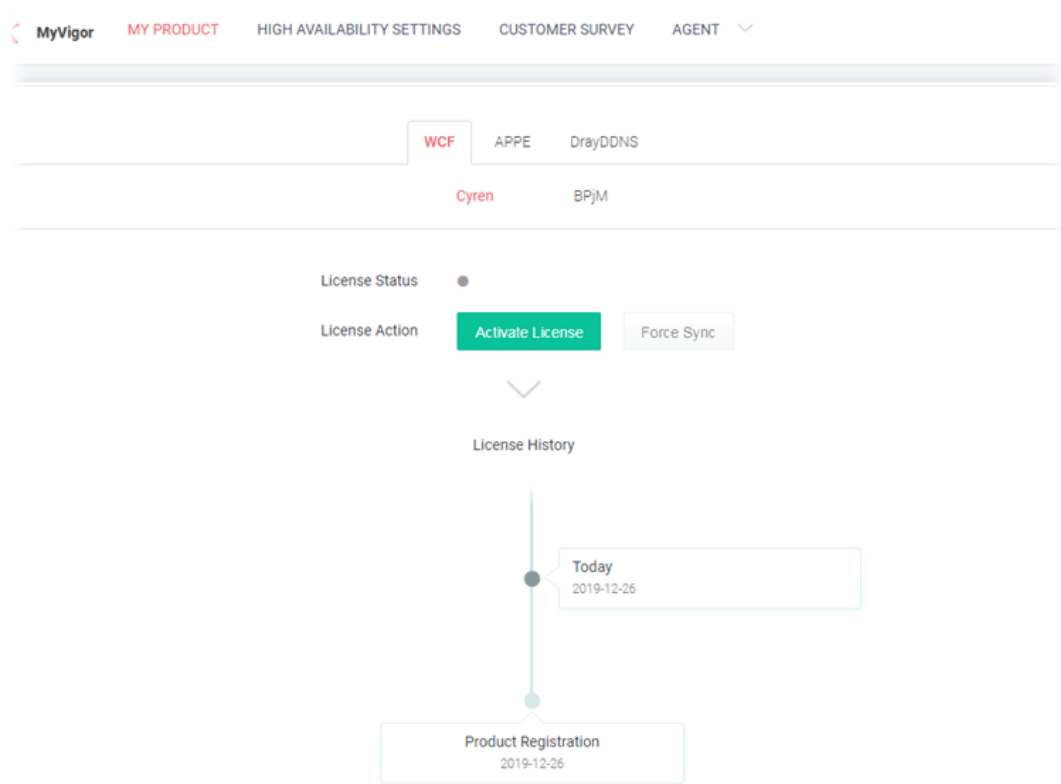 MyVigor MY PRODUCT HIGH AVAILABILITY SETTINGS CUSTOMER SURVEY AGENT
WCF APPE DrayDDNS
Cyren BPjM
License Status
License Action Activate License Force Sync
License History
Today
2019-12-26
Product Registration
2019-12-26